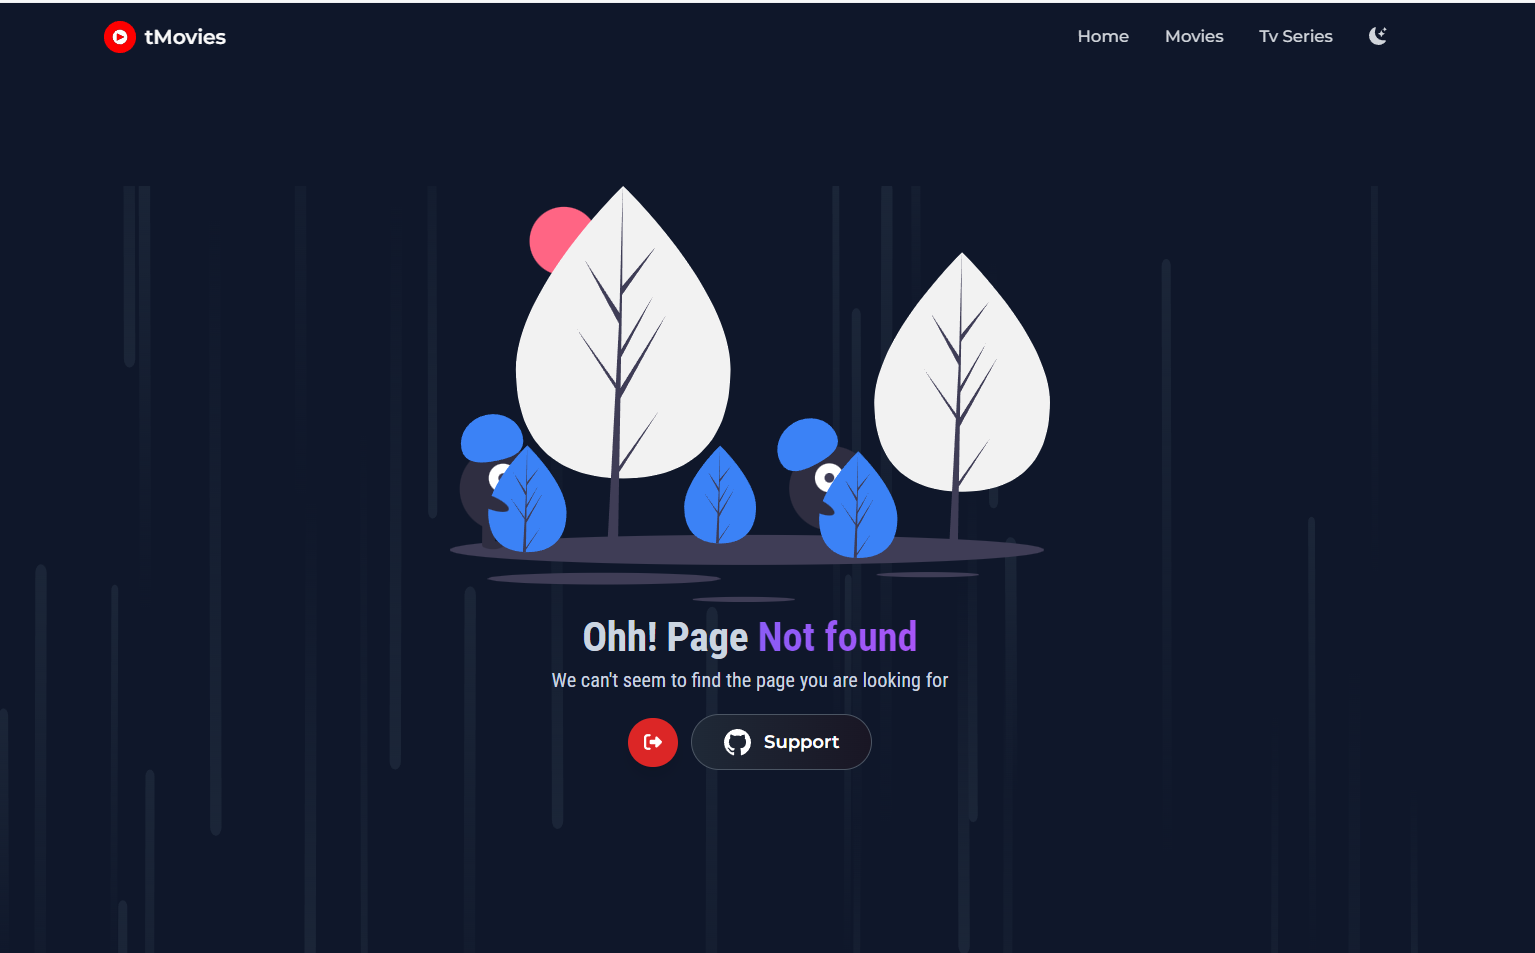 tMovies
Home Movies Tv Series
Ohh! Page Not found
We can't seem to find the page you are looking for
Support